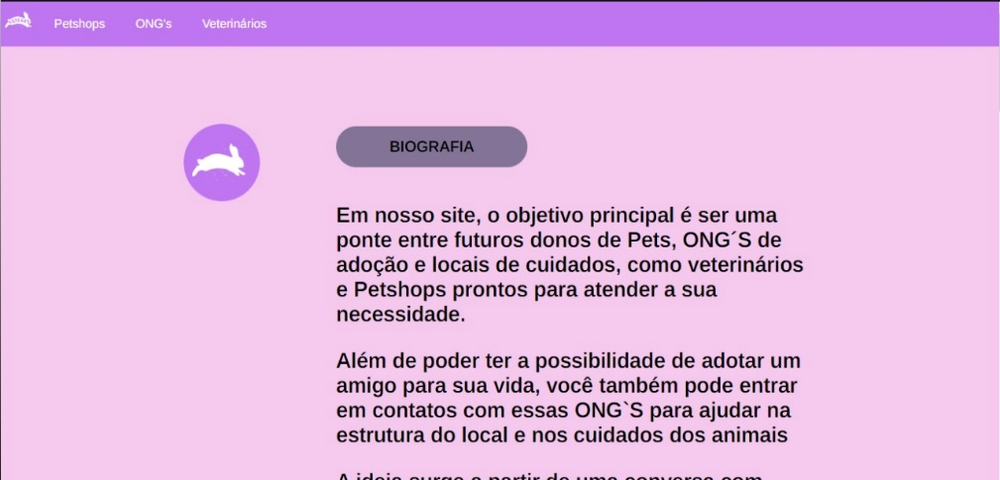 Petshops ONG's Veterinários
BIOGRAFIA
Em nosso site, o objetivo principal é ser uma
ponte entre futuros donos de Pets, ONG´S de
adoção e locais de cuidados, como veterinários
e Petshops prontos para atender a sua
necessidade.
Além de poder ter a possibilidade de adotar um
amigo para sua vida, você também pode entrar
em contatos com essas ONG`S para ajudar na
estrutura do local e nos cuidados dos animais
A ideia surge a partir de uma conversa com